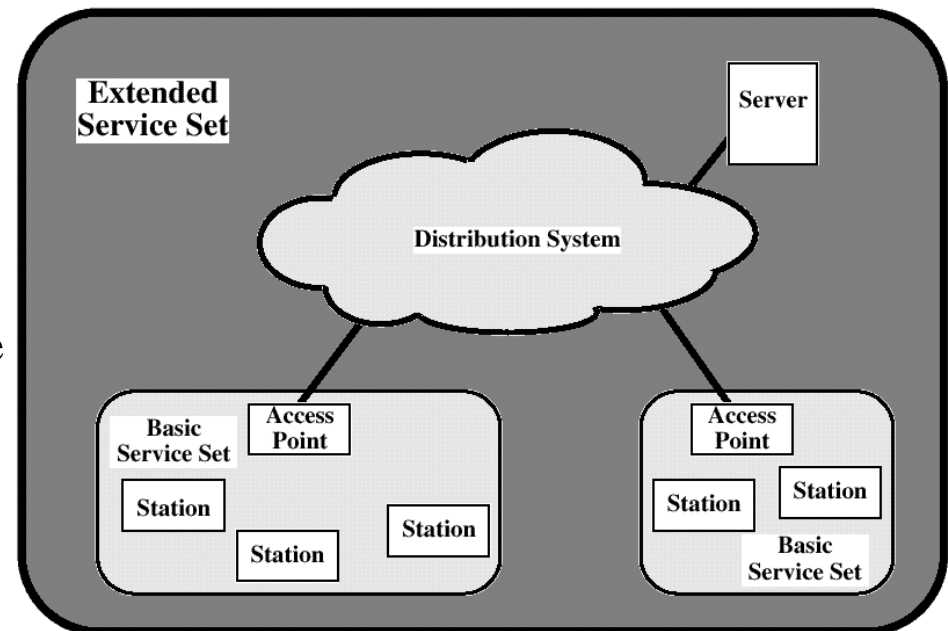 Extended
Service Set
Server
Distribution System
e
Access
Point
Basic
Service Set
Station
Station
Station
Access
Point
Station
Station
Basic
Service Set